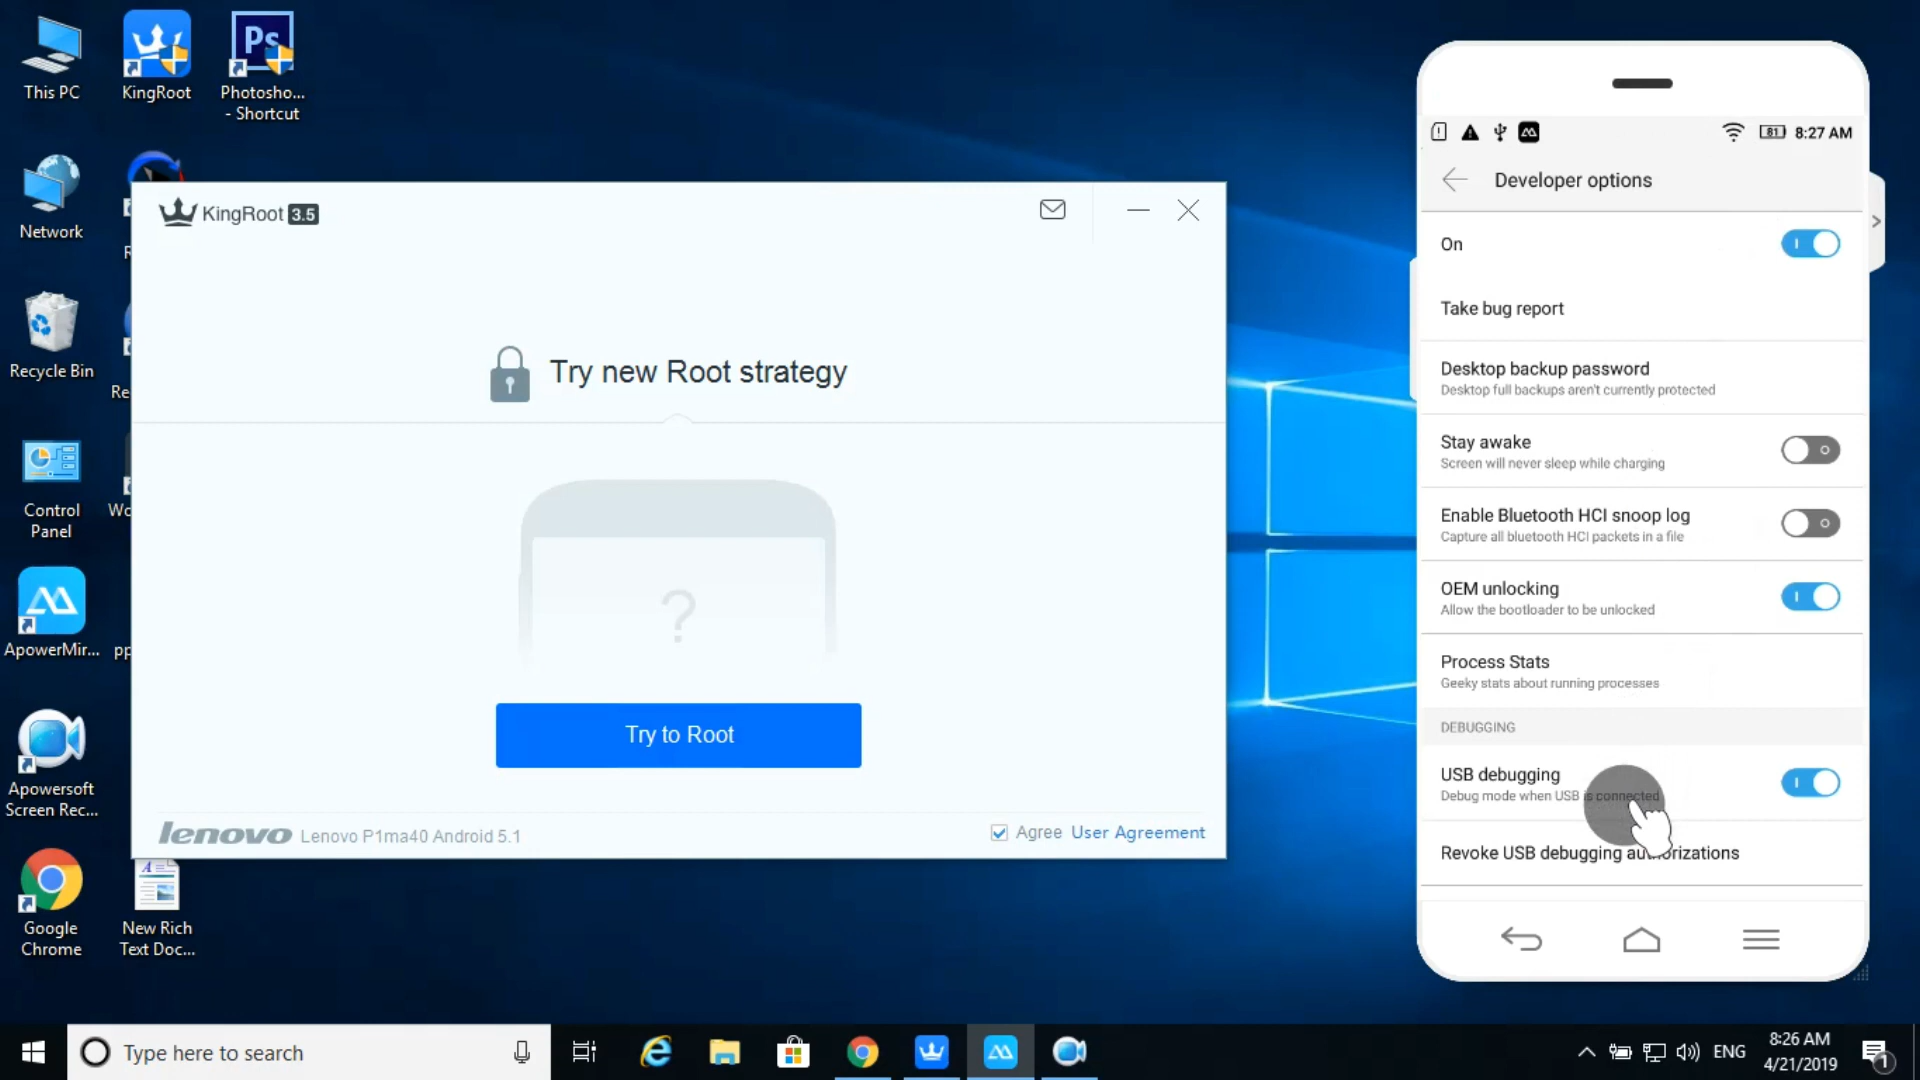 This PC
KingRoot
Ps
Photosho...
- Shortcut
Network
R
Recycle Bin
Re
Control
Panel
Wo
ApowerMir...
pp
Apowersoft
Screen Rec...
Google
Chrome
New Rich
Text Doc...
KingRoot 3.5
Try new Root strategy
?
Try to Root
lenovo Lenovo P1ma40 Android 5.1
Agree User Agreement
81 8:27 AM
Developer options
On
Take bug report
Desktop backup password
Desktop full backups aren't currently protected
Stay awake
Screen will never sleep while charging
Enable Bluetooth HCI snoop log
Capture all bluetooth HCI packets in a file
OEM unlocking
Allow the bootloader to be unlocked
Process Stats
Geeky stats about running processes
DEBUGGING
USB debugging
Debug mode when USB is connected
Revoke USB debugging authorizations
Type here to search
ENG
8:26 AM
4/21/2019
1